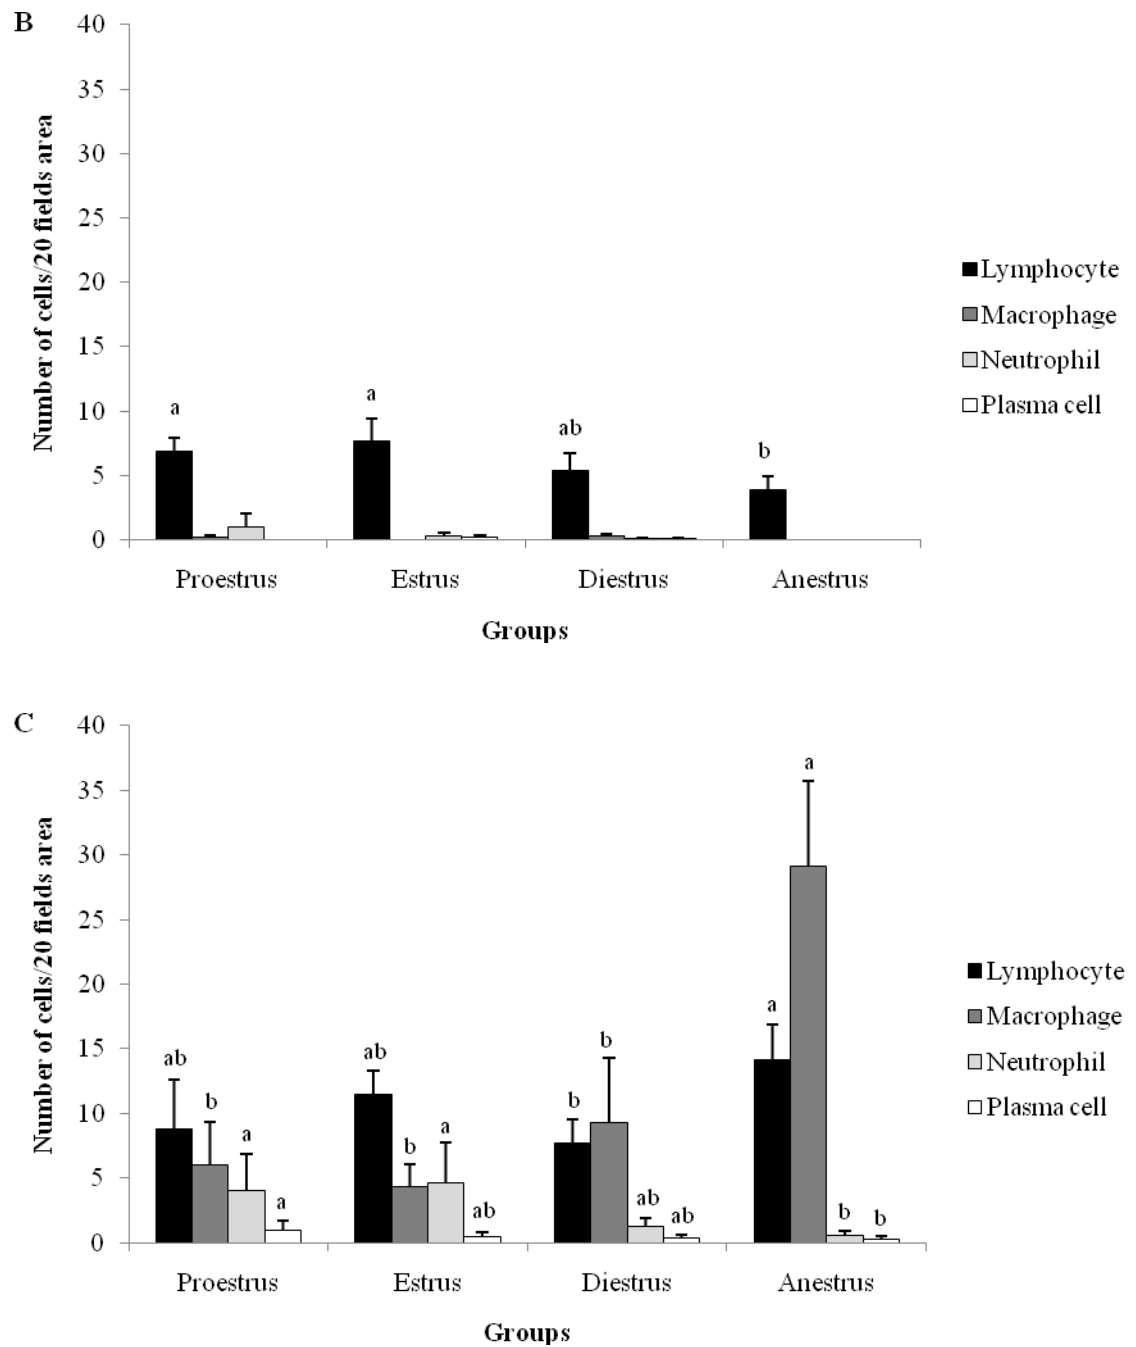 B
Number of cells/20 fields area
40
35
30
25
20
15
10
5
0
a
a
ab
b
Proestrus
Estrus
Diestrus
Anestrus
Groups
Lymphocyte
Macrophage
Neutrophil
Plasma cell
C
Number of cells/20 fields area
40
35
30
25
20
15
10
5
0
ab
b
a
a
ab
b
a
ab
b
b
ab
ab
a
a
b
b
Proestrus
Estrus
Diestrus
Anestrus
Groups
Lymphocyte
Macrophage
Neutrophil
Plasma cell